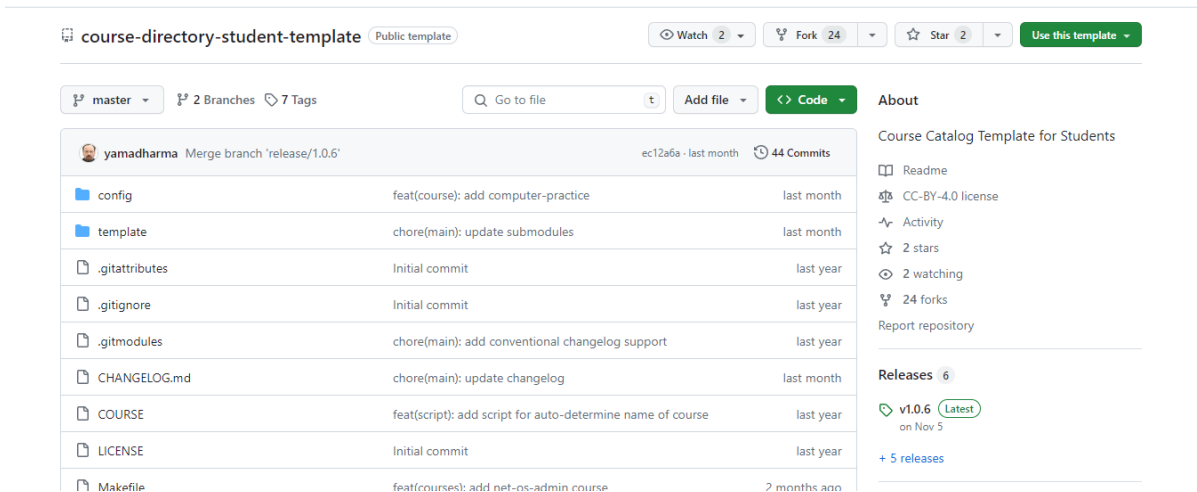 course-directory-student-template Public template Watch 2 Fork 24 Star 2 Use this template
master 2 Branches 7 Tags Go to file t Add file Code
yamadharma Merge branch 'release/1.0.6' ec12a6a · last month 44 Commits
config feat(course): add computer-practice last month
template chore(main): update submodules last month
.gitattributes Initial commit last year
.gitignore Initial commit last year
.gitmodules chore(main): add conventional changelog support last year
CHANGELOG.md chore(main): update changelog last month
COURSE feat(script): add script for auto-determine name of course last year
LICENSE Initial commit last year
Makefile feat(courses): add net-os-admin course 2 months ago
About
Course Catalog Template for Students
Readme
CC-BY-4.0 license
Activity
2 stars
2 watching
24 forks
Report repository
Releases 6
v1.0.6 Latest
on Nov 5
+ 5 releases